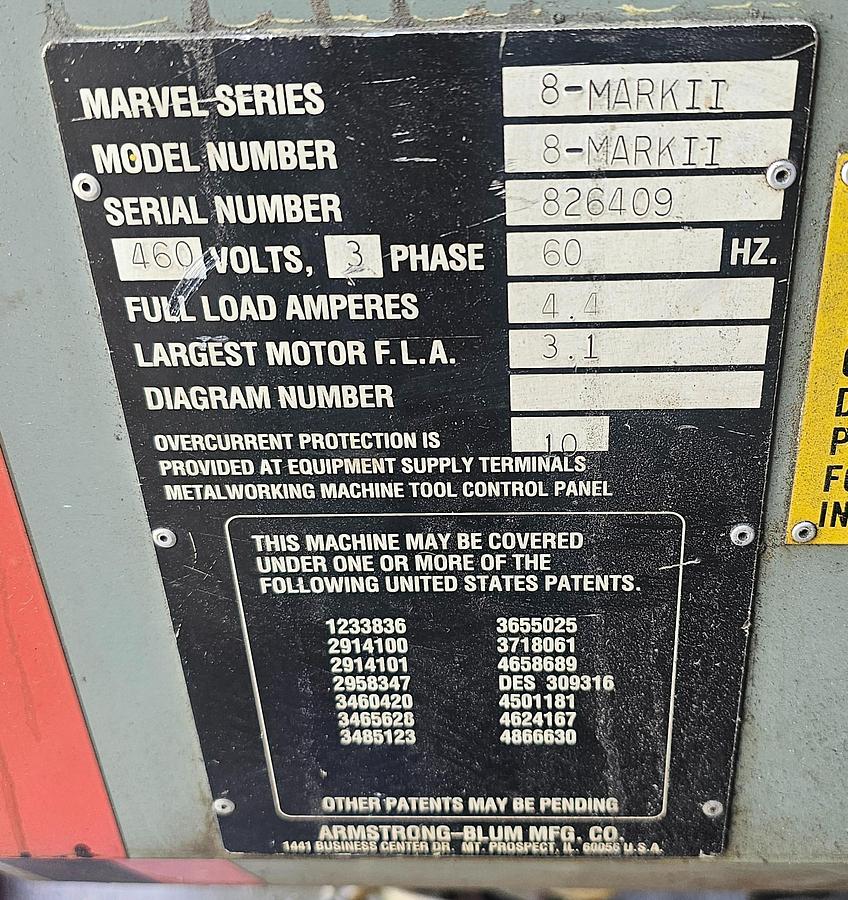 MARVEL SERIES 8-MARKII
MODEL NUMBER 8-MARKII
SERIAL NUMBER 826409
460 VOLTS, 3 PHASE 60 HZ.
FULL LOAD AMPERES 4.4
LARGEST MOTOR F.L.A. 3.1
DIAGRAM NUMBER
OVERCURRENT PROTECTION IS 10
PROVIDED AT EQUIPMENT SUPPLY TERMINALS
METALWORKING MACHINE TOOL CONTROL PANEL
THIS MACHINE MAY BE COVERED
UNDER ONE OR MORE OF THE
FOLLOWING UNITED STATES PATENTS.
1233836 3655025
2914100 3718061
2914101 4658689
2958347 DES 309316
3460420 4501181
3465628 4624167
3485123 4866630
OTHER PATENTS MAY BE PENDING
ARMSTRONG-BLUM MFG. CO.
1441 BUSINESS CENTER DR. MT. PROSPECT, IL 60056 U.S.A.
IN